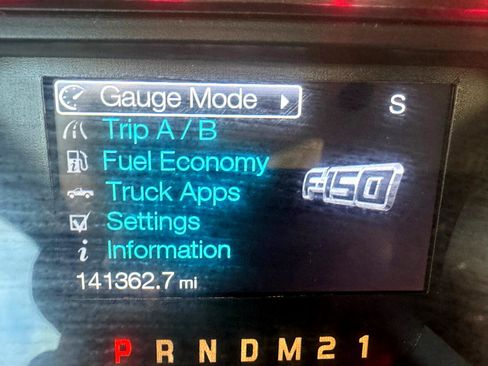 Gauge Mode
S
Trip A / B
Fuel Economy
F150
Truck Apps
Settings
Information
141362.7 mi
P R N D M 2 1